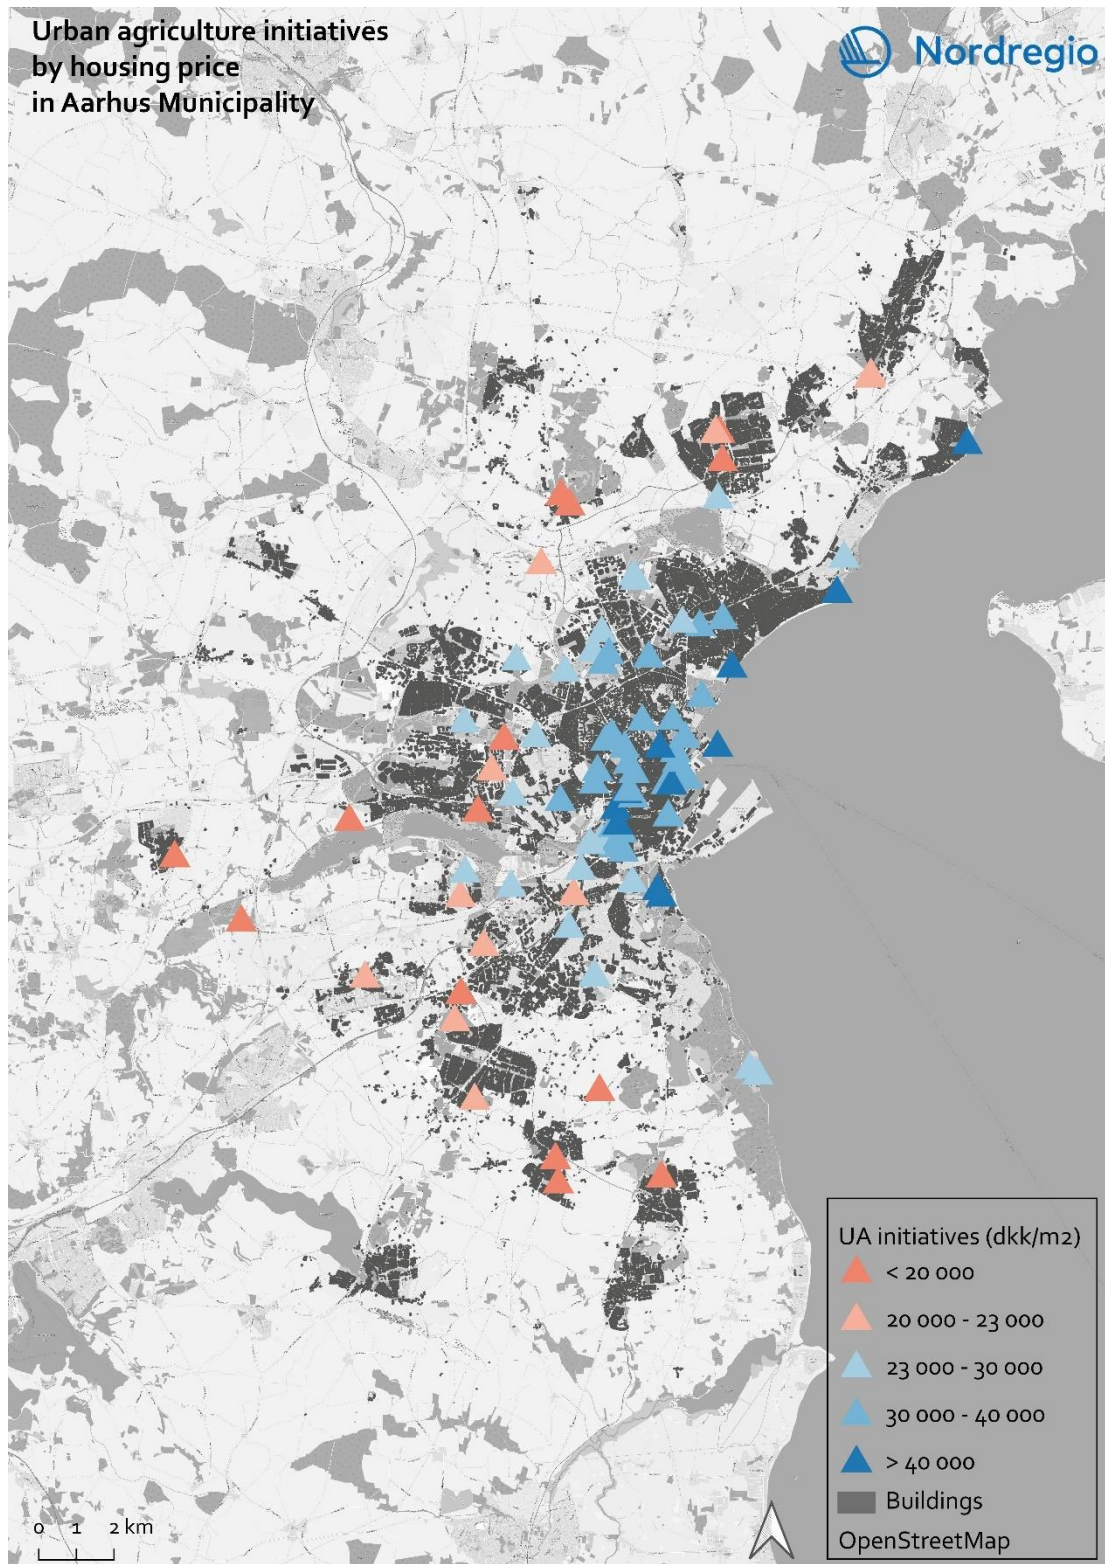 Urban agriculture initiatives
by housing price
in Aarhus Municipality
Nordregio
UA initiatives (dkk/m2)
< 20 000
20 000 - 23 000
23 000 - 30 000
30 000 - 40 000
> 40 000
Buildings
OpenStreetMap
0 1 2 km